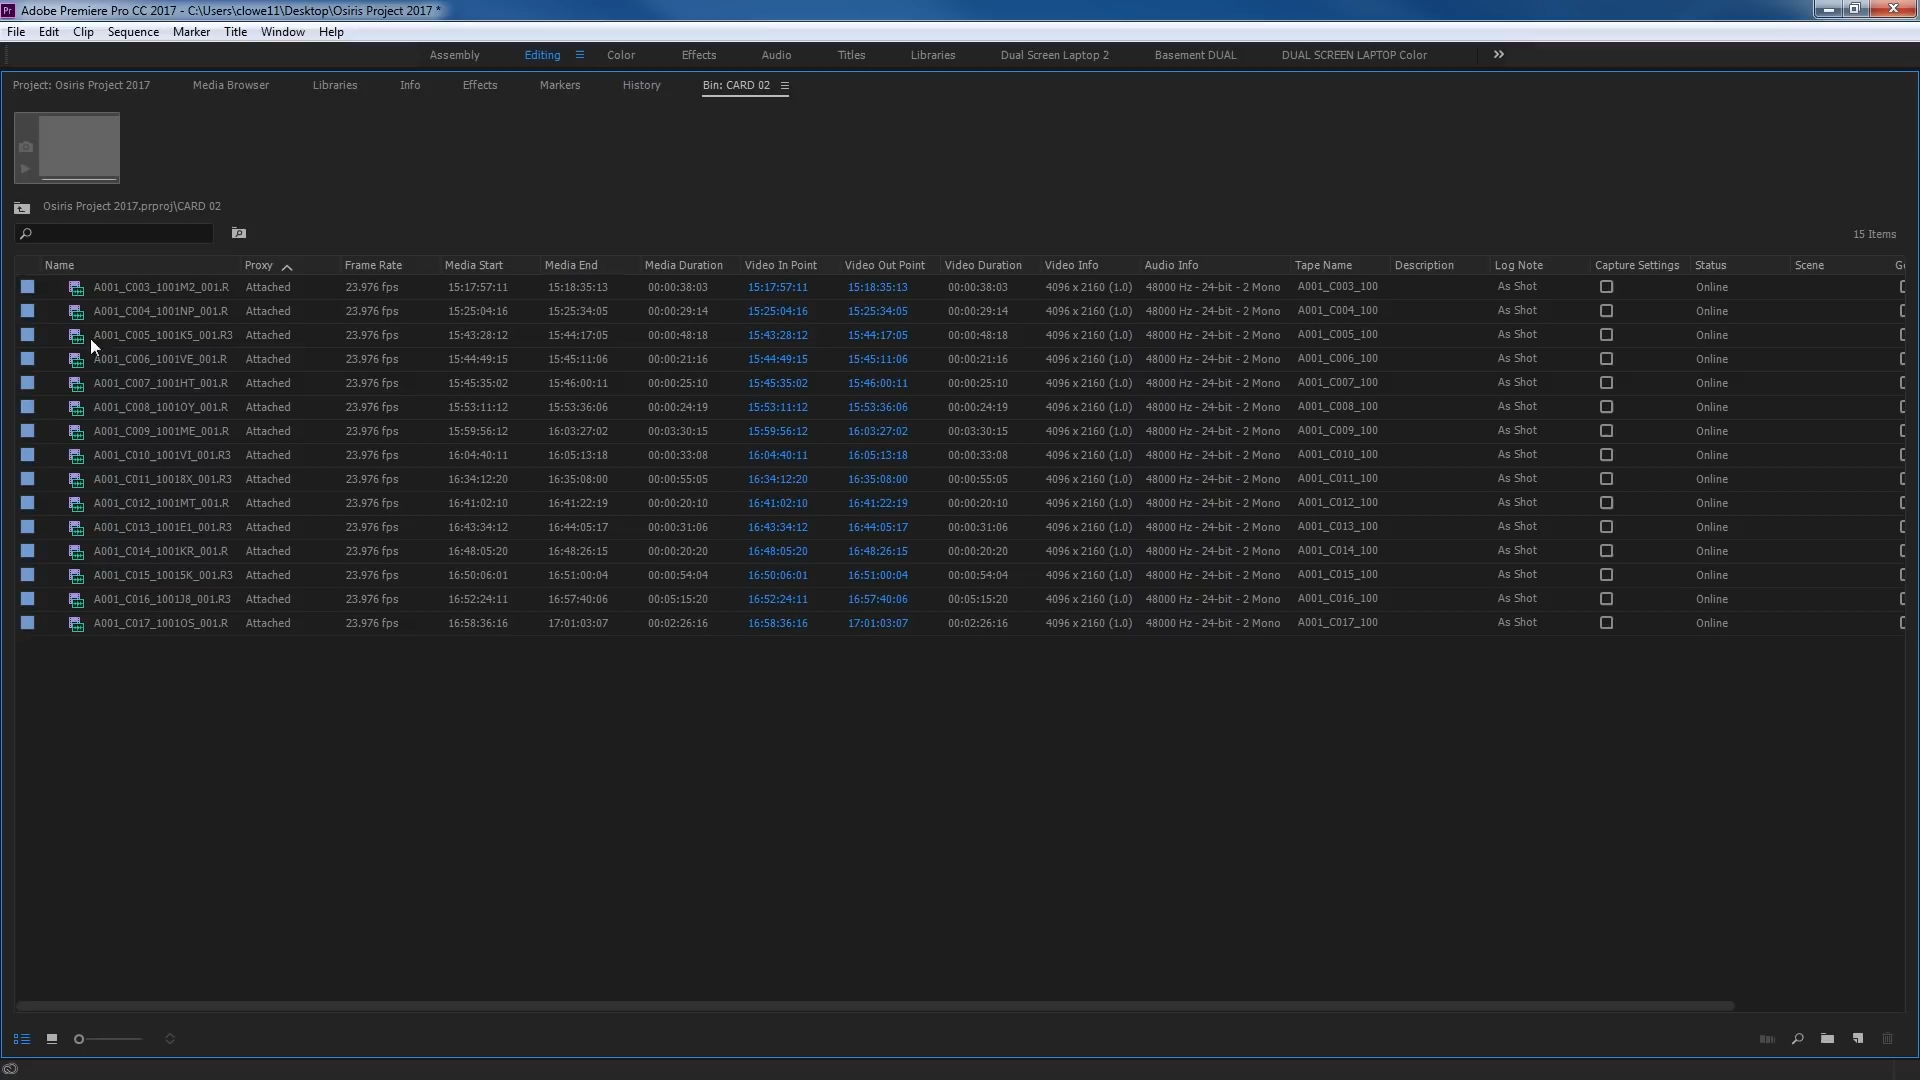 Pr Adobe Premiere Pro CC 2017 - C:\Users\clowe11\Desktop\Osiris Project 2017 *
File Edit Clip Sequence Marker Title Window Help
Assembly Editing Color Effects Audio Titles Libraries Dual Screen Laptop 2 Basement DUAL DUAL SCREEN LAPTOP Color
Project: Osiris Project 2017 Media Browser Libraries Info Effects Markers History Bin: CARD 02
Osiris Project 2017.prproj\CARD 02
15 Items
Name Proxy Frame Rate Media Start Media End Media Duration Video In Point Video Out Point Video Duration Video Info Audio Info Tape Name Description Log Note Capture Settings Status Scene
A001_C003_1001M2_001.R Attached 23.976 fps 15:17:57:11 15:18:35:13 00:00:38:03 15:17:57:11 15:18:35:13 00:00:38:03 4096 x 2160 (1.0) 48000 Hz - 24-bit - 2 Mono A001_C003_100 As Shot Online
A001_C004_1001NP_001.R Attached 23.976 fps 15:25:04:16 15:25:34:05 00:00:29:14 15:25:04:16 15:25:34:05 00:00:29:14 4096 x 2160 (1.0) 48000 Hz - 24-bit - 2 Mono A001_C004_100 As Shot Online
A001_C005_1001K5_001.R3 Attached 23.976 fps 15:43:28:12 15:44:17:05 00:00:48:18 15:43:28:12 15:44:17:05 00:00:48:18 4096 x 2160 (1.0) 48000 Hz - 24-bit - 2 Mono A001_C005_100 As Shot Online
A001_C006_1001VE_001.R Attached 23.976 fps 15:44:49:15 15:45:11:06 00:00:21:16 15:44:49:15 15:45:11:06 00:00:21:16 4096 x 2160 (1.0) 48000 Hz - 24-bit - 2 Mono A001_C006_100 As Shot Online
A001_C007_1001HT_001.R Attached 23.976 fps 15:45:35:02 15:46:00:11 00:00:25:10 15:45:35:02 15:46:00:11 00:00:25:10 4096 x 2160 (1.0) 48000 Hz - 24-bit - 2 Mono A001_C007_100 As Shot Online
A001_C008_1001OY_001.R Attached 23.976 fps 15:53:11:12 15:53:36:06 00:00:24:19 15:53:11:12 15:53:36:06 00:00:24:19 4096 x 2160 (1.0) 48000 Hz - 24-bit - 2 Mono A001_C008_100 As Shot Online
A001_C009_1001ME_001.R Attached 23.976 fps 15:59:56:12 16:03:27:02 00:03:30:15 15:59:56:12 16:03:27:02 00:03:30:15 4096 x 2160 (1.0) 48000 Hz - 24-bit - 2 Mono A001_C009_100 As Shot Online
A001_C010_1001VI_001.R3 Attached 23.976 fps 16:04:40:11 16:05:13:18 00:00:33:08 16:04:40:11 16:05:13:18 00:00:33:08 4096 x 2160 (1.0) 48000 Hz - 24-bit - 2 Mono A001_C010_100 As Shot Online
A001_C011_10018X_001.R3 Attached 23.976 fps 16:34:12:20 16:35:08:00 00:00:55:05 16:34:12:20 16:35:08:00 00:00:55:05 4096 x 2160 (1.0) 48000 Hz - 24-bit - 2 Mono A001_C011_100 As Shot Online
A001_C012_1001MT_001.R Attached 23.976 fps 16:41:02:10 16:41:22:19 00:00:20:10 16:41:02:10 16:41:22:19 00:00:20:10 4096 x 2160 (1.0) 48000 Hz - 24-bit - 2 Mono A001_C012_100 As Shot Online
A001_C013_1001E1_001.R3 Attached 23.976 fps 16:43:34:12 16:44:05:17 00:00:31:06 16:43:34:12 16:44:05:17 00:00:31:06 4096 x 2160 (1.0) 48000 Hz - 24-bit - 2 Mono A001_C013_100 As Shot Online
A001_C014_1001KR_001.R Attached 23.976 fps 16:48:05:20 16:48:26:15 00:00:20:20 16:48:05:20 16:48:26:15 00:00:20:20 4096 x 2160 (1.0) 48000 Hz - 24-bit - 2 Mono A001_C014_100 As Shot Online
A001_C015_10015K_001.R3 Attached 23.976 fps 16:50:06:01 16:51:00:04 00:00:54:04 16:50:06:01 16:51:00:04 00:00:54:04 4096 x 2160 (1.0) 48000 Hz - 24-bit - 2 Mono A001_C015_100 As Shot Online
A001_C016_1001J8_001.R3 Attached 23.976 fps 16:52:24:11 16:57:40:06 00:05:15:20 16:52:24:11 16:57:40:06 00:05:15:20 4096 x 2160 (1.0) 48000 Hz - 24-bit - 2 Mono A001_C016_100 As Shot Online
A001_C017_1001OS_001.R Attached 23.976 fps 16:58:36:16 17:01:03:07 00:02:26:16 16:58:36:16 17:01:03:07 00:02:26:16 4096 x 2160 (1.0) 48000 Hz - 24-bit - 2 Mono A001_C017_100 As Shot Online